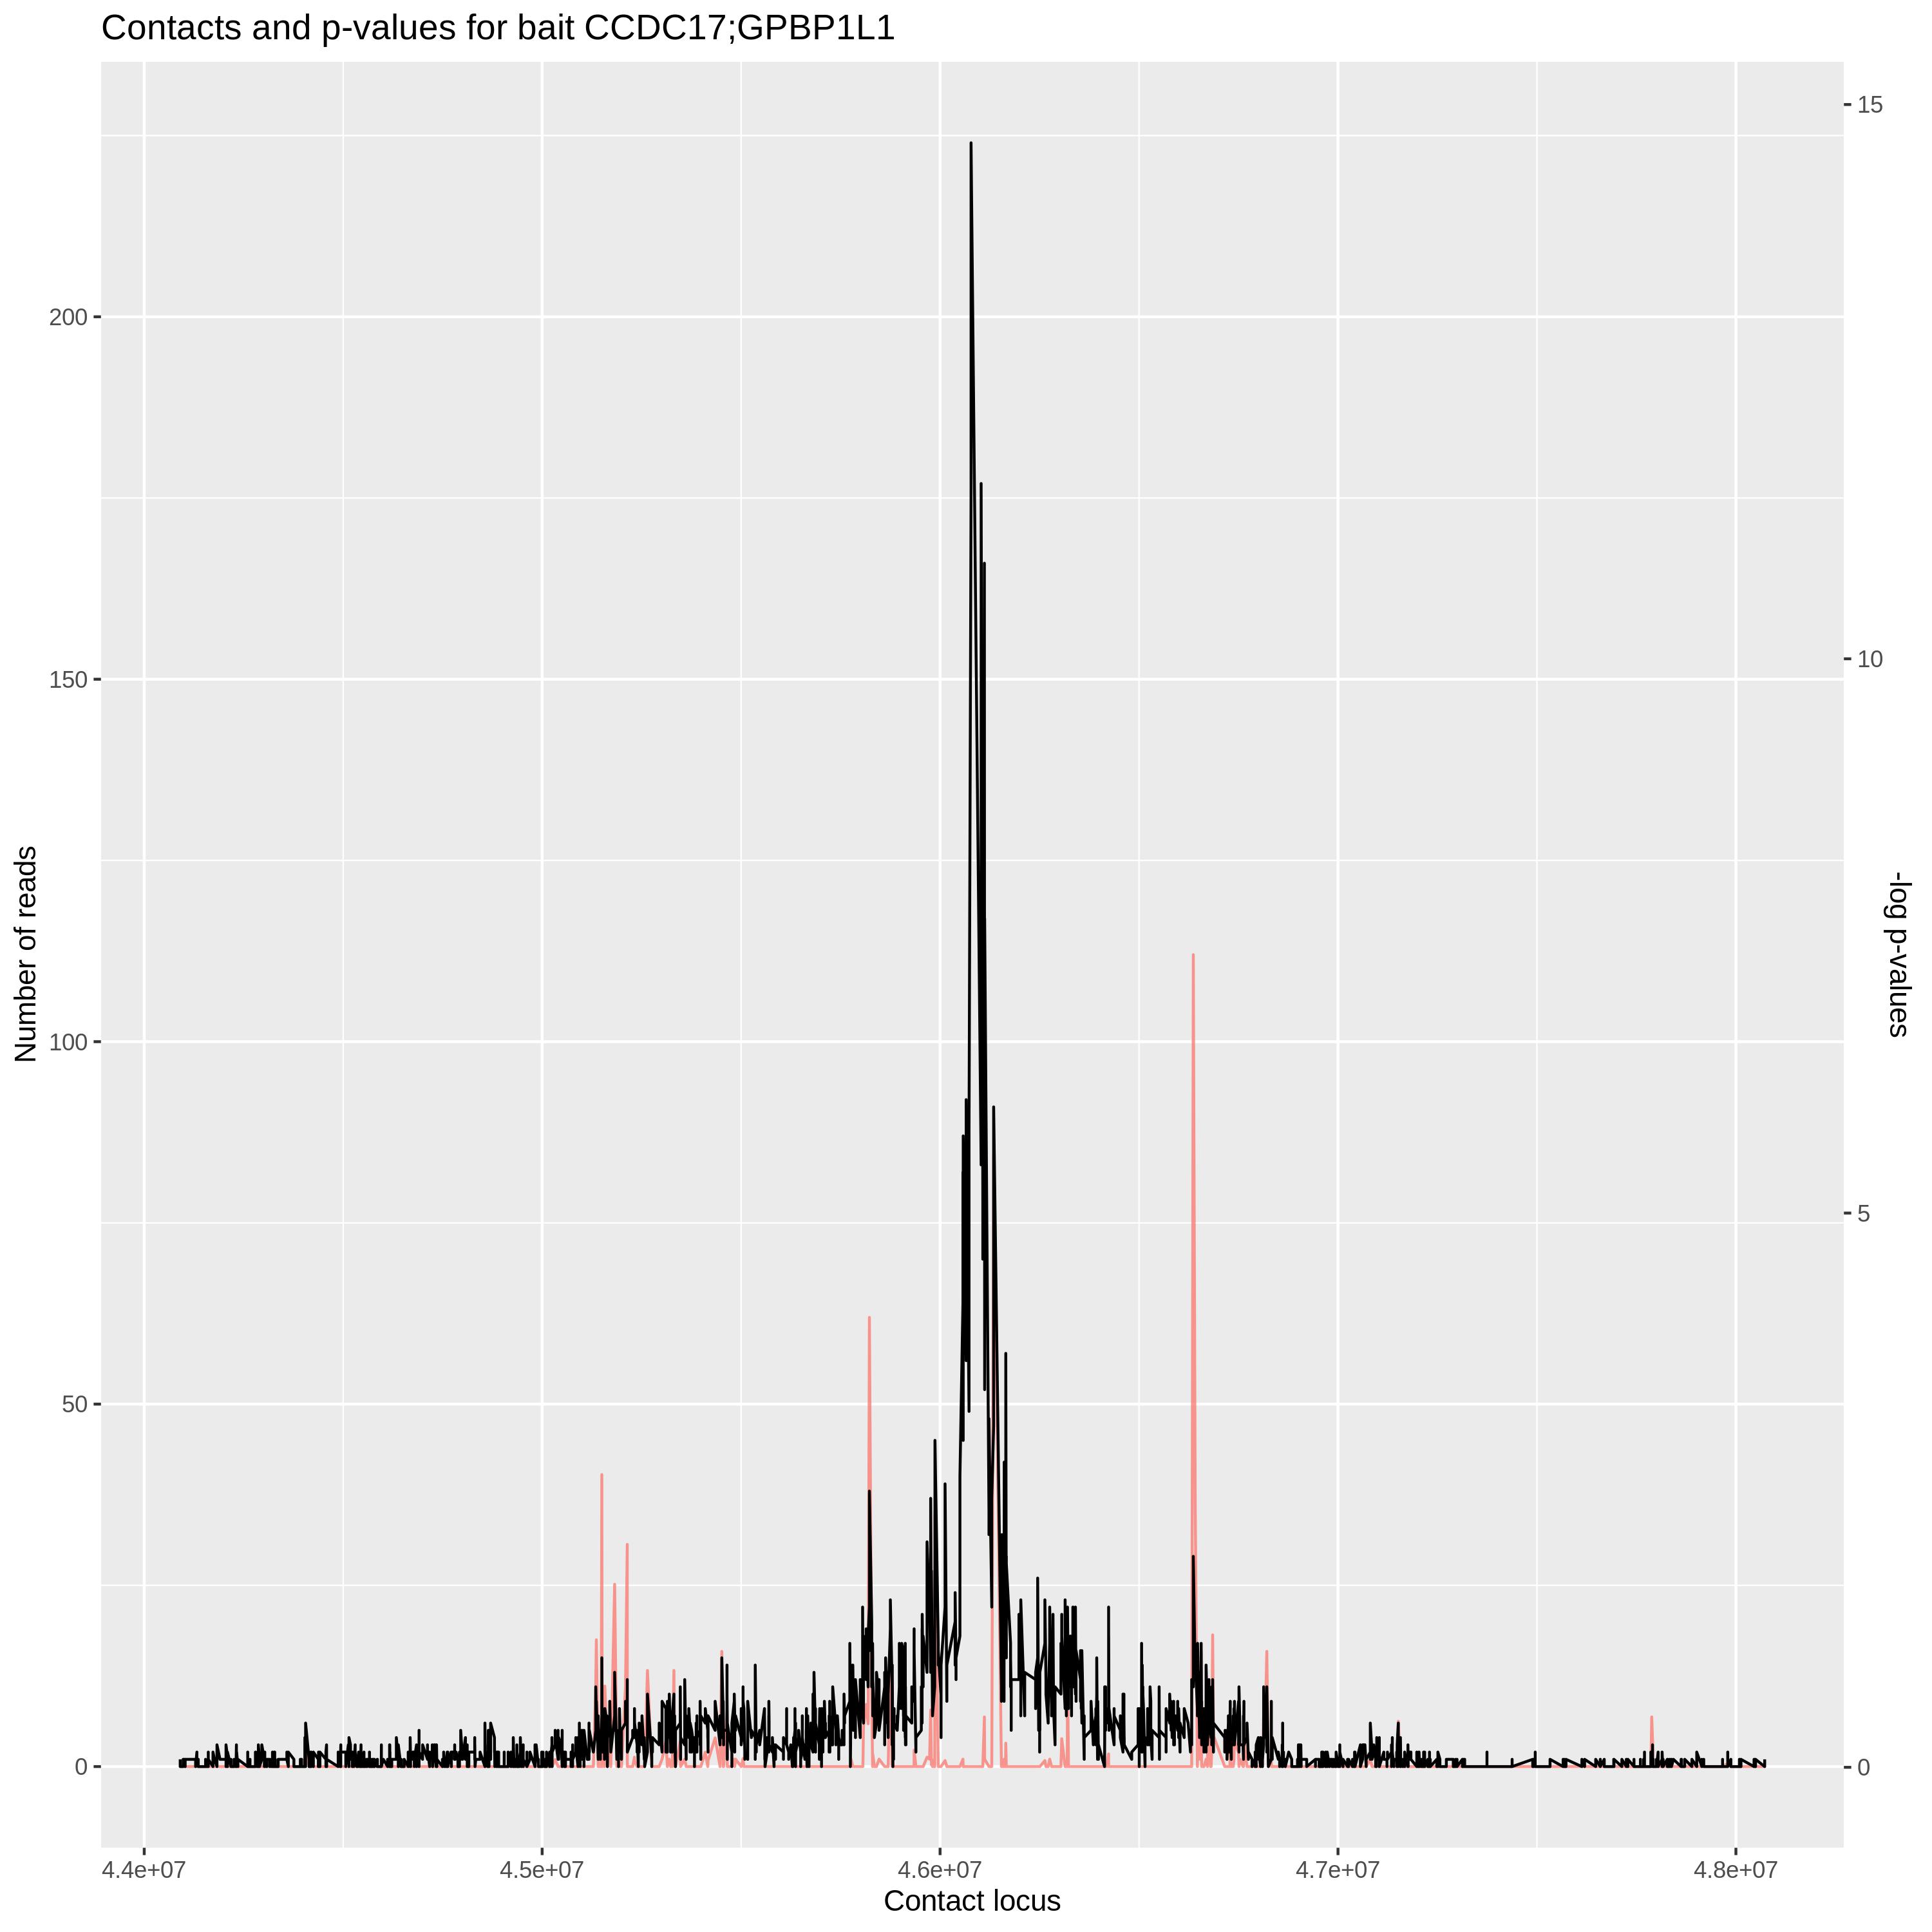 Contacts and p-values for bait CCDC17;GPBP1L1
15
200
150
10
Number of reads
-log p-values
100
5
50
0
0
4.4e+07
4.5e+07
4.6e+07
4.7e+07
4.8e+07
Contact locus